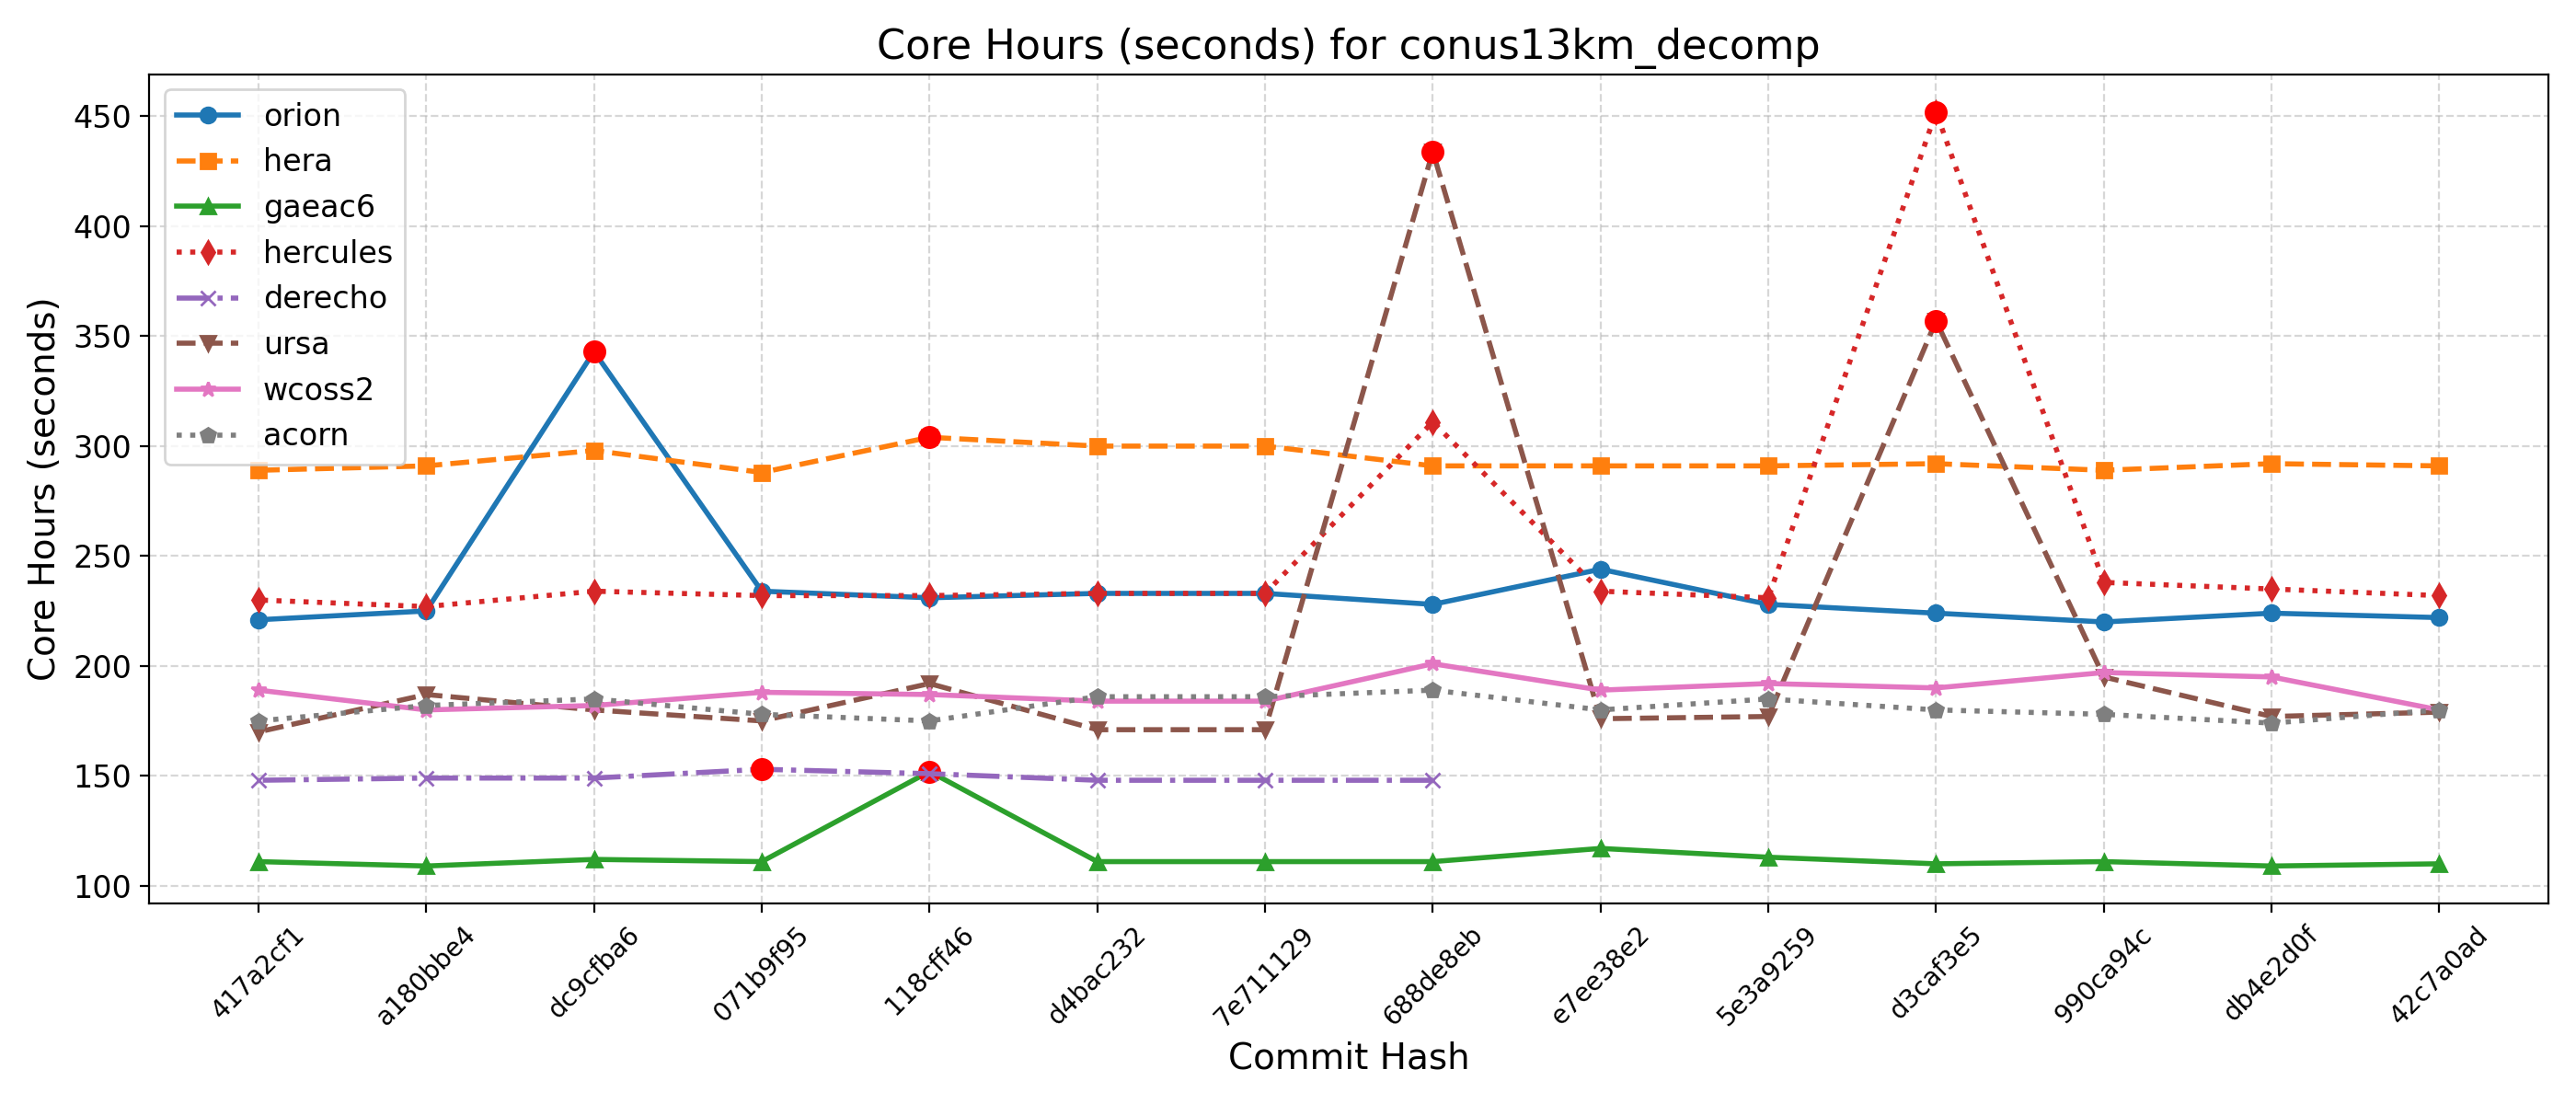 Core Hours (seconds) for conus13km_decomp
Core Hours (seconds)
450
400
350
300
250
200
150
100
orion
hera
gaeac6
hercules
derecho
ursa
wcoss2
acorn
417a2cf1
a180bbe4
dc9cfba6
071b9f95
118cff46
d4bac232
7e711129
688de8eb
e7ee38e2
5e3a9259
d3caf3e5
990ca94c
db4e2d0f
42c7a0ad
Commit Hash